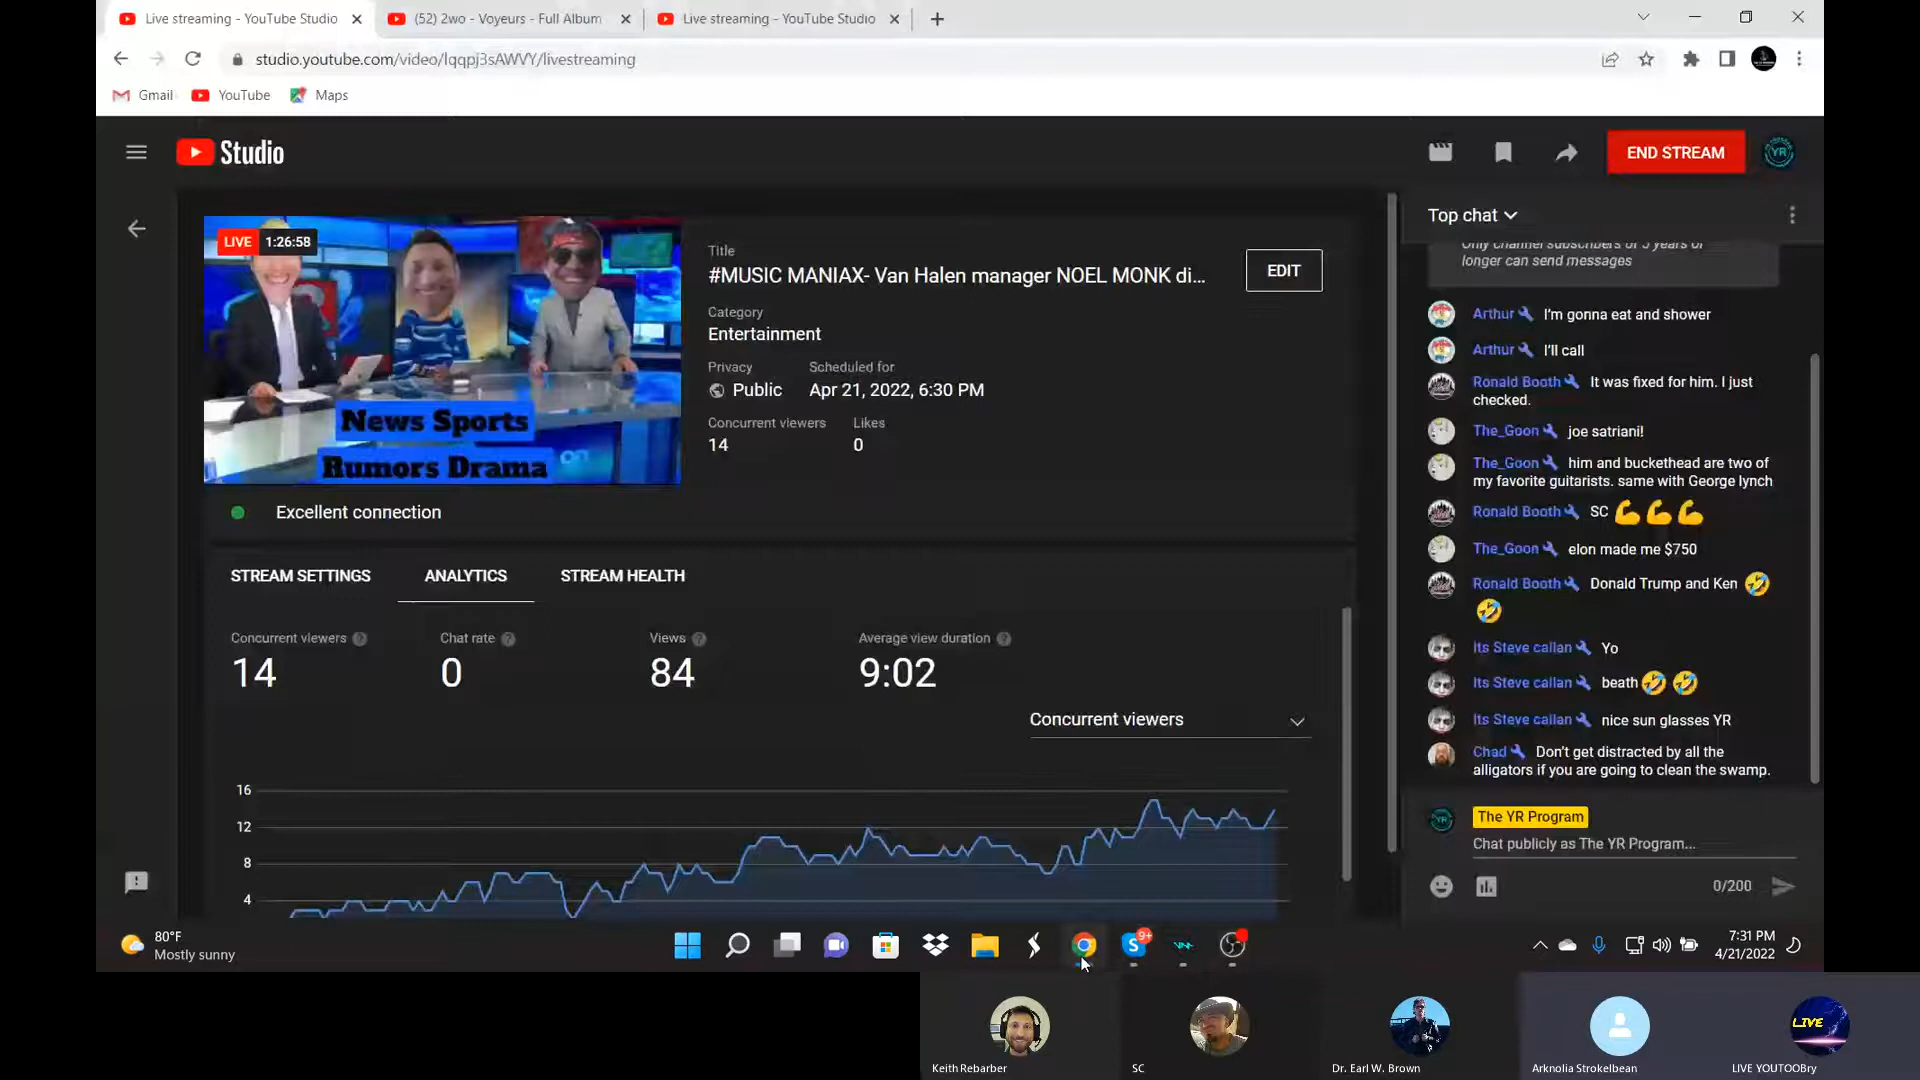 Live streaming - YouTube Studio
(52) 2wo - Voyeurs - Full Album
Live streaming - YouTube Studio
studio.youtube.com/video/lqqpj3sAWVY/livestreaming
Gmail
YouTube
Maps
Studio
END STREAM
YR
LIVE 1:26:58
News Sports
Rumors Drama
Title
#MUSIC MANIAX- Van Halen manager NOEL MONK di...
EDIT
Category
Entertainment
Privacy
Public
Scheduled for
Apr 21, 2022, 6:30 PM
Concurrent viewers
14
Likes
0
Excellent connection
STREAM SETTINGS
ANALYTICS
STREAM HEALTH
Concurrent viewers
14
Chat rate
0
Views
84
Average view duration
9:02
Concurrent viewers
16
12
8
4
Top chat
Only channel subscribers of 5 years or
longer can send messages
Arthur I'm gonna eat and shower
Arthur I'll call
Ronald Booth It was fixed for him. I just
checked.
The_Goon joe satriani!
The_Goon him and buckethead are two of
my favorite guitarists. same with George lynch
Ronald Booth SC 💪💪💪
The_Goon elon made me $750
Ronald Booth Donald Trump and Ken 🤣
🤣
Its Steve callan Yo
Its Steve callan beath🤣🤣
Its Steve callan nice sun glasses YR
Chad Don't get distracted by all the
alligators if you are going to clean the swamp.
The YR Program
Chat publicly as The YR Program...
0/200
80°F
Mostly sunny
9+
7:31 PM
4/21/2022
Keith Rebarber
SC
Dr. Earl W. Brown
Arknolia Strokelbean
LIVE
LIVE YOUTOOBry